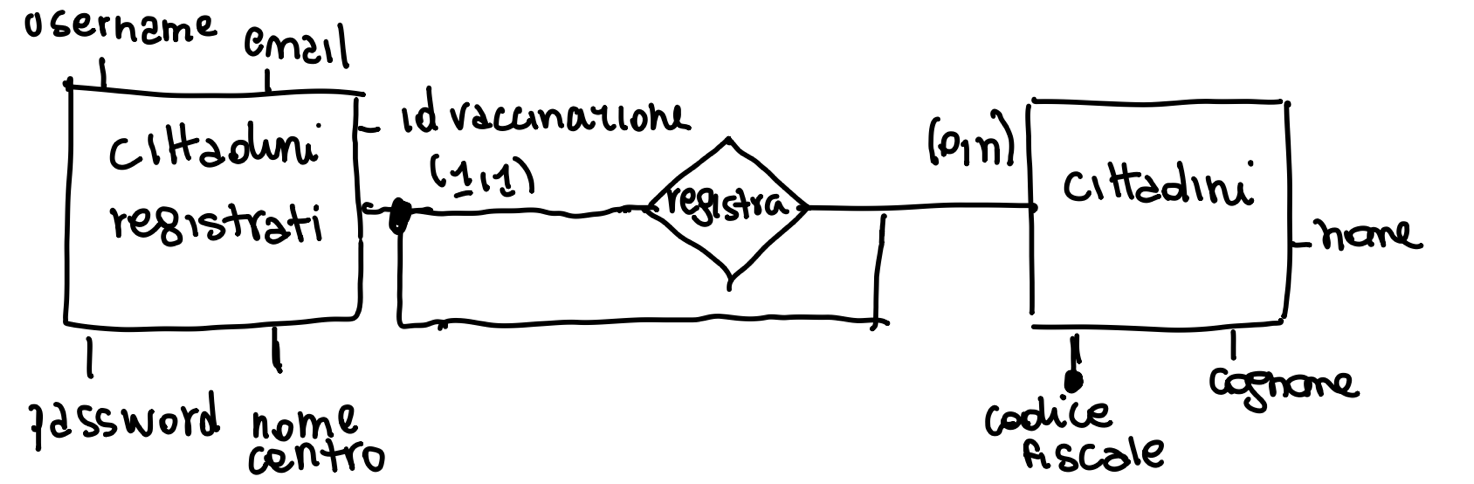 username
email
cittadini
registrati
id vaccinazione
(1,1)
registra
(0,n)
cittadini
nome
password
nome
centro
codice
fiscale
cognome